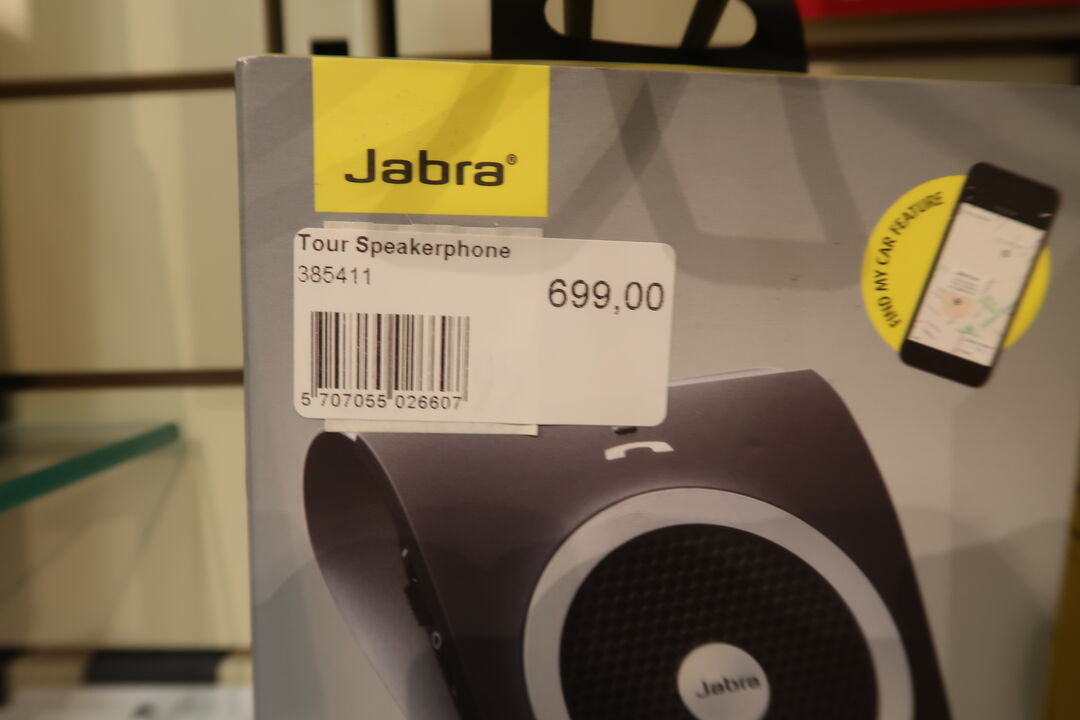 Jabra®
Tour Speakerphone
385411
699,00
5 707055 026607
FIND MY CAR FEATURE
Jabra